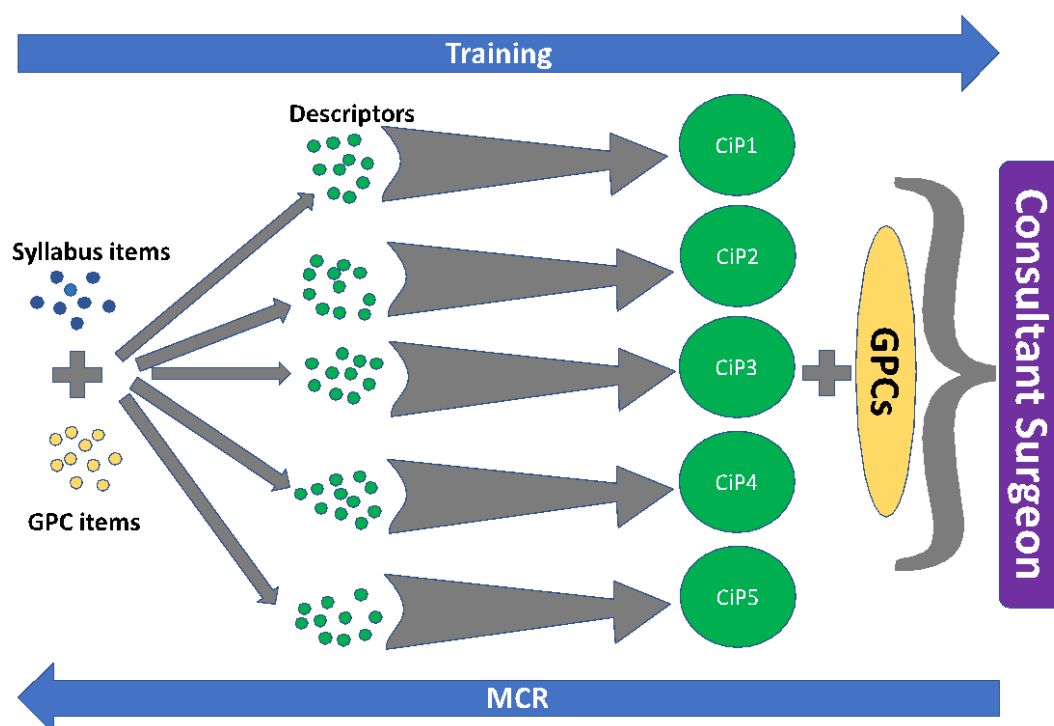 Training
Descriptors
CiP1
Syllabus items
CiP2
CiP3
GPCs
Consultant Surgeon
GPC items
CiP4
CiP5
MCR